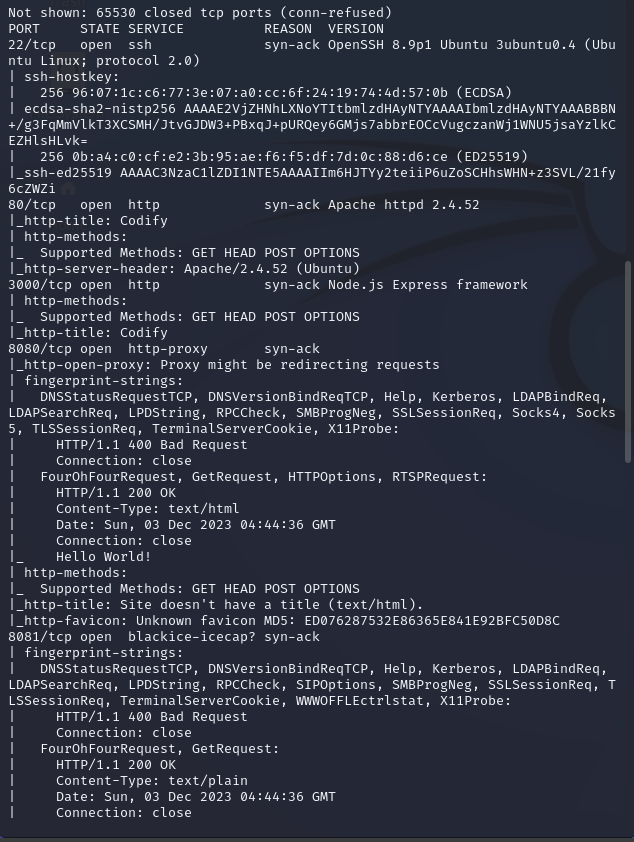 Not shown: 65530 closed tcp ports (conn-refused)
PORT     STATE SERVICE        REASON  VERSION
22/tcp   open  ssh            syn-ack OpenSSH 8.9p1 Ubuntu 3ubuntu0.4 (Ubu
ntu Linux; protocol 2.0)
| ssh-hostkey:
|   256 96:07:1c:c6:77:3e:07:a0:cc:6f:24:19:74:4d:57:0b (ECDSA)
| ecdsa-sha2-nistp256 AAAAE2VjZHNhLXNoYTItbmlzdHAyNTYAAAAIbmlzdHAyNTYAAABBBN
+/g3FqMmVlkT3XCSMH/JtvGJDW3+PBxqJ+pURQey6GMjs7abbrEOCcVugczanWj1WNU5jsaYzlkC
EZHlsHLvk=
|   256 0b:a4:c0:cf:e2:3b:95:ae:f6:f5:df:7d:0c:88:d6:ce (ED25519)
|_ssh-ed25519 AAAAC3NzaC1lZDI1NTE5AAAAIIm6HJTYy2teiiP6uZoSCHhsWHN+z3SVL/21fy
6cZWZi
80/tcp   open  http           syn-ack Apache httpd 2.4.52
|_http-title: Codify
| http-methods:
|_  Supported Methods: GET HEAD POST OPTIONS
|_http-server-header: Apache/2.4.52 (Ubuntu)
3000/tcp open  http           syn-ack Node.js Express framework
| http-methods:
|_  Supported Methods: GET HEAD POST OPTIONS
|_http-title: Codify
8080/tcp open  http-proxy     syn-ack
|_http-open-proxy: Proxy might be redirecting requests
| fingerprint-strings:
|   DNSStatusRequestTCP, DNSVersionBindReqTCP, Help, Kerberos, LDAPBindReq,
LDAPSearchReq, LPDString, RPCCheck, SMBProgNeg, SSLSessionReq, Socks4, Socks
5, TLSSessionReq, TerminalServerCookie, X11Probe:
|     HTTP/1.1 400 Bad Request
|     Connection: close
|   FourOhFourRequest, GetRequest, HTTPOptions, RTSPRequest:
|     HTTP/1.1 200 OK
|     Content-Type: text/html
|     Date: Sun, 03 Dec 2023 04:44:36 GMT
|     Connection: close
|_    Hello World!
| http-methods:
|_  Supported Methods: GET HEAD POST OPTIONS
|_http-title: Site doesn't have a title (text/html).
|_http-favicon: Unknown favicon MD5: ED076287532E86365E841E92BFC50D8C
8081/tcp open  blackice-icecap? syn-ack
| fingerprint-strings:
|   DNSStatusRequestTCP, DNSVersionBindReqTCP, Help, Kerberos, LDAPBindReq,
LDAPSearchReq, LPDString, RPCCheck, SIPOptions, SMBProgNeg, SSLSessionReq, T
LSSessionReq, TerminalServerCookie, WWWOFFLEctrlstat, X11Probe:
|     HTTP/1.1 400 Bad Request
|     Connection: close
|   FourOhFourRequest, GetRequest:
|     HTTP/1.1 200 OK
|     Content-Type: text/plain
|     Date: Sun, 03 Dec 2023 04:44:36 GMT
|     Connection: close